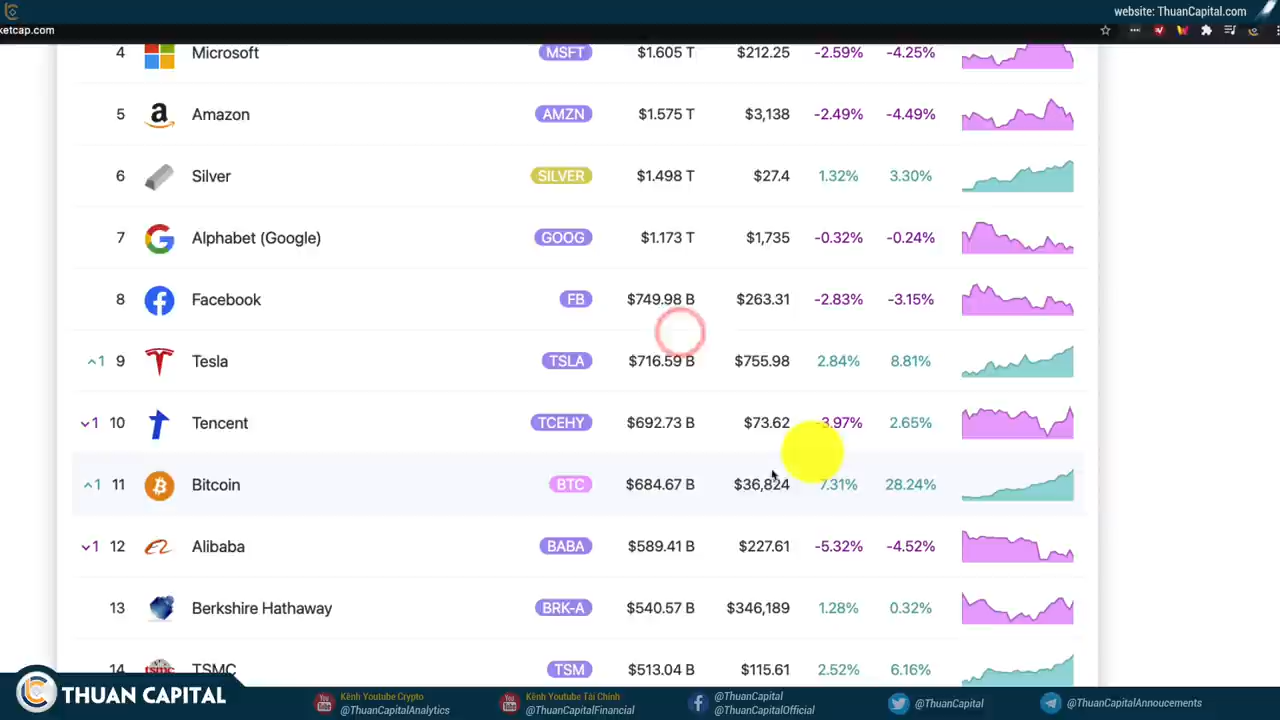 website: ThuanCapital.com
ketcap.com
4 Microsoft MSFT $1.605 T $212.25 -2.59% -4.25%
5 Amazon AMZN $1.575 T $3,138 -2.49% -4.49%
6 Silver SILVER $1.498 T $27.4 1.32% 3.30%
7 Alphabet (Google) GOOG $1.173 T $1,735 -0.32% -0.24%
8 Facebook FB $749.98 B $263.31 -2.83% -3.15%
^1 9 Tesla TSLA $716.59 B $755.98 2.84% 8.81%
˅1 10 Tencent TCEHY $692.73 B $73.62 -3.97% 2.65%
^1 11 Bitcoin BTC $684.67 B $36,824 7.31% 28.24%
˅1 12 Alibaba BABA $589.41 B $227.61 -5.32% -4.52%
13 Berkshire Hathaway BRK-A $540.57 B $346,189 1.28% 0.32%
14 TSMC TSM $513.04 B $115.61 2.52% 6.16%
THUAN CAPITAL
Kênh Youtube Crypto
@ThuanCapitalAnalytics
Kênh Youtube Tài Chính
@ThuanCapitalFinancial
@ThuanCapital
@ThuanCapitalOfficial
@ThuanCapital
@ThuanCapitalAnnoucements